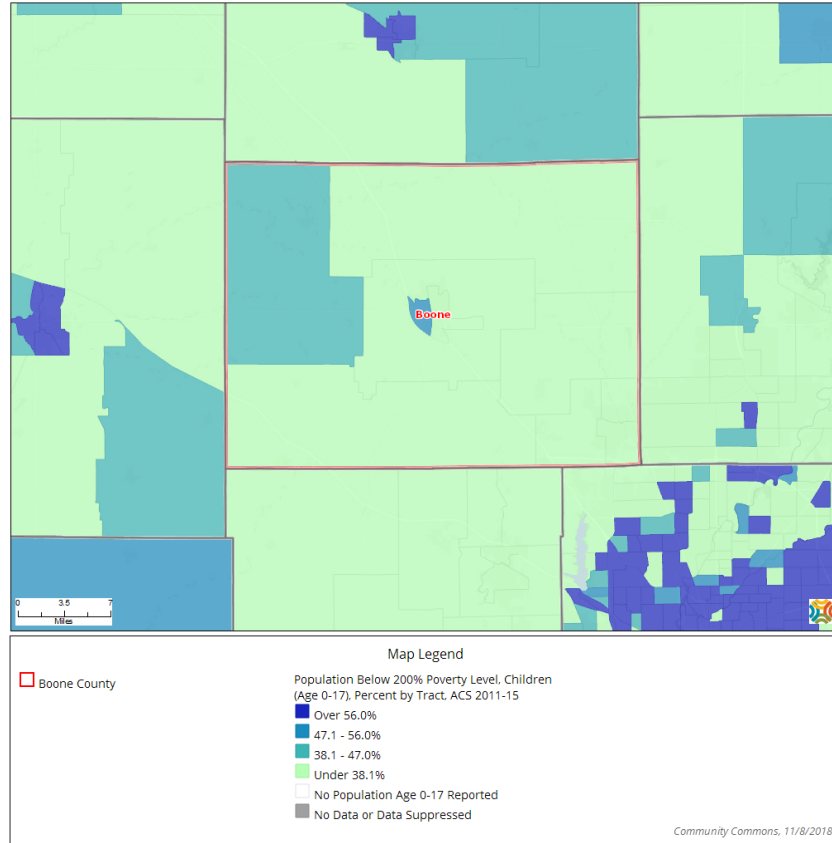 Boone
0 3.5 7
Miles
Map Legend
Boone County
Population Below 200% Poverty Level, Children
(Age 0-17), Percent by Tract, ACS 2011-15
Over 56.0%
47.1 - 56.0%
38.1 - 47.0%
Under 38.1%
No Population Age 0-17 Reported
No Data or Data Suppressed
Community Commons, 11/8/2018